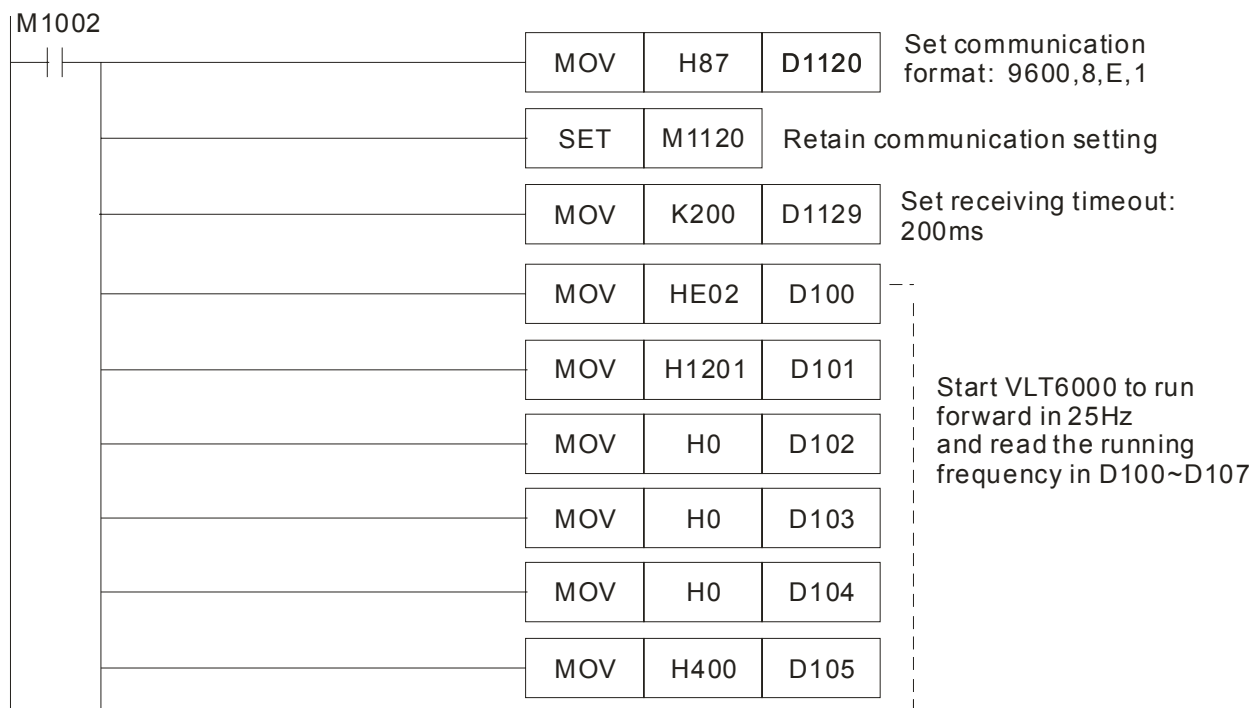 M1002
MOV H87 D1120 Set communication
format: 9600,8,E,1
SET M1120 Retain communication setting
MOV K200 D1129 Set receiving timeout:
200ms
MOV HE02 D100
MOV H1201 D101
Start VLT6000 to run
forward in 25Hz
and read the running
frequency in D100~D107
MOV H0 D102
MOV H0 D103
MOV H0 D104
MOV H400 D105